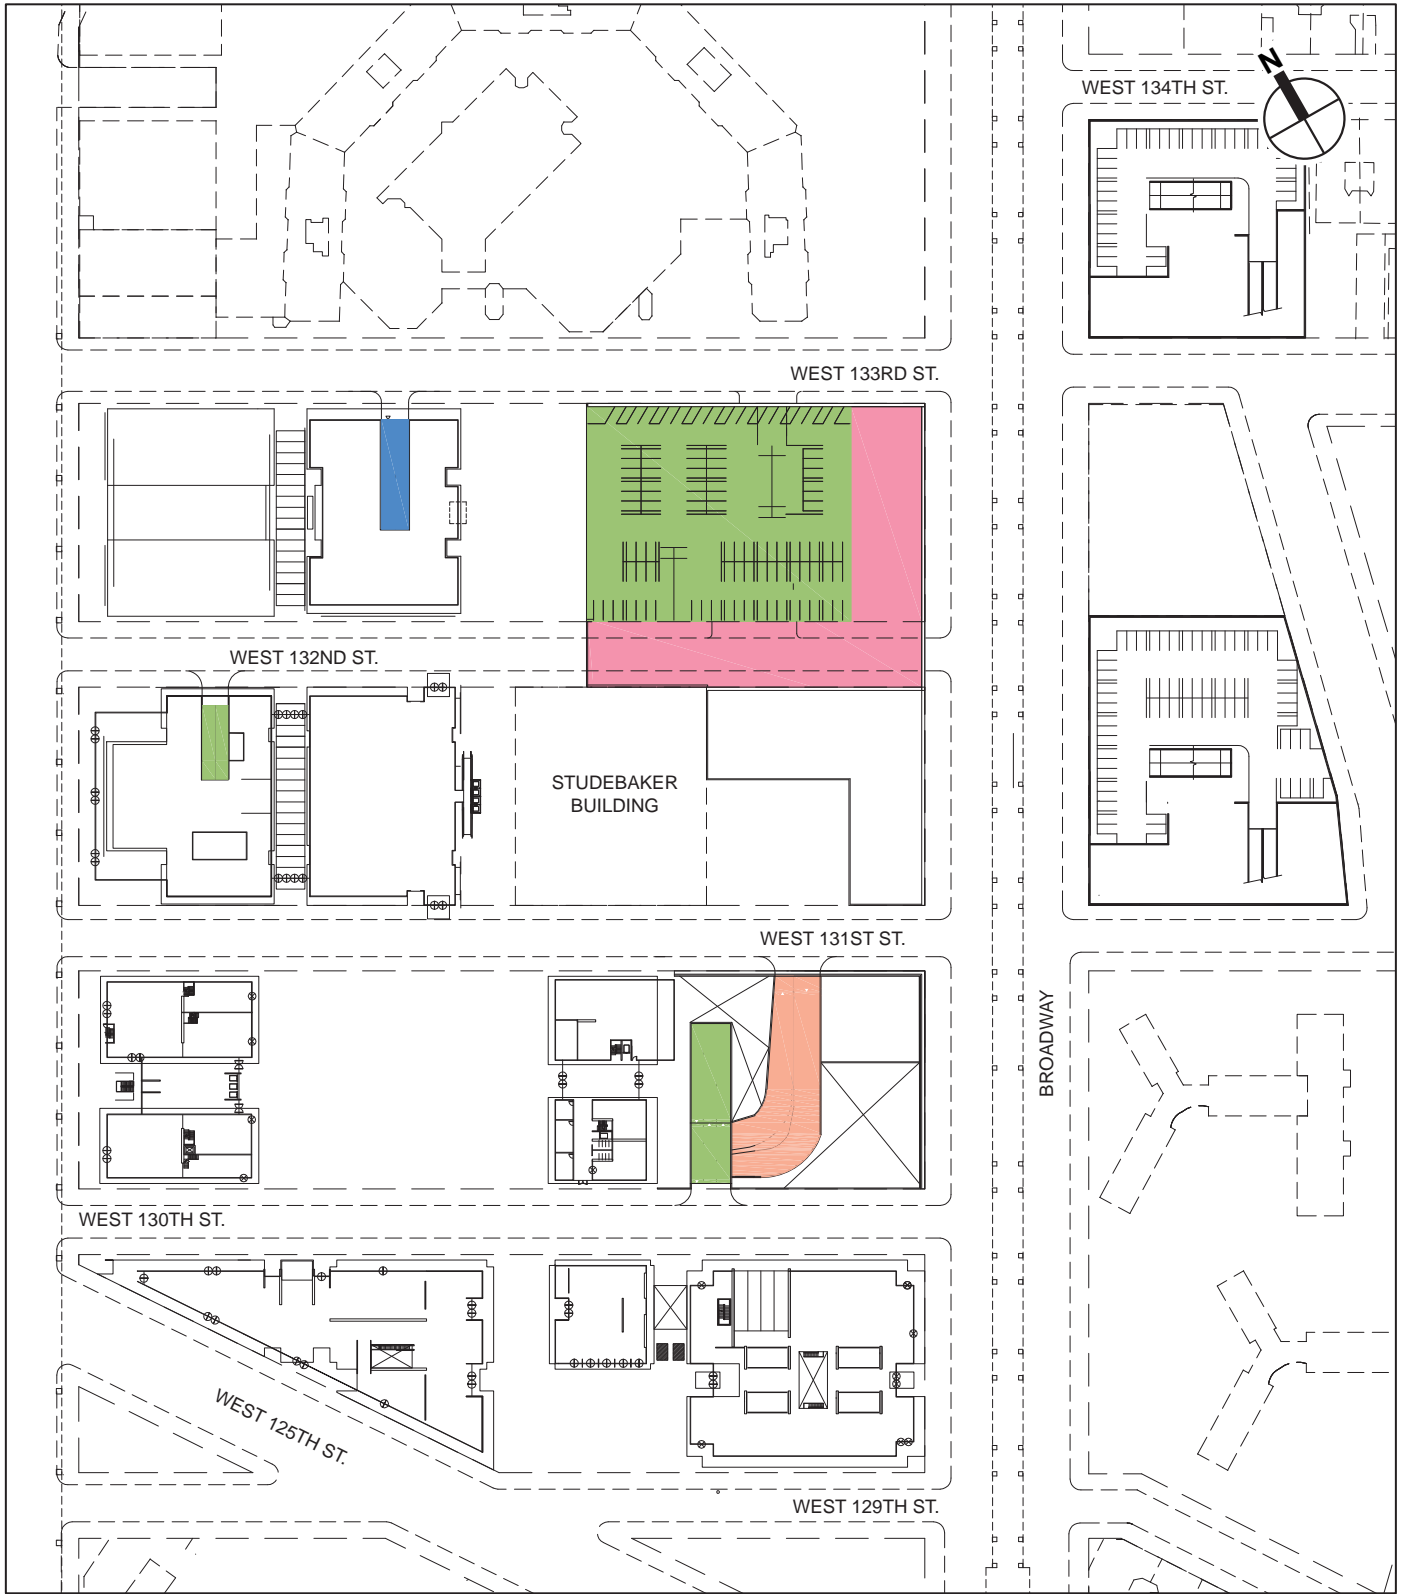 WEST 134TH ST.
N
WEST 133RD ST.
WEST 132ND ST.
STUDEBAKER
BUILDING
WEST 131ST ST.
BROADWAY
WEST 130TH ST.
WEST 125TH ST.
WEST 129TH ST.